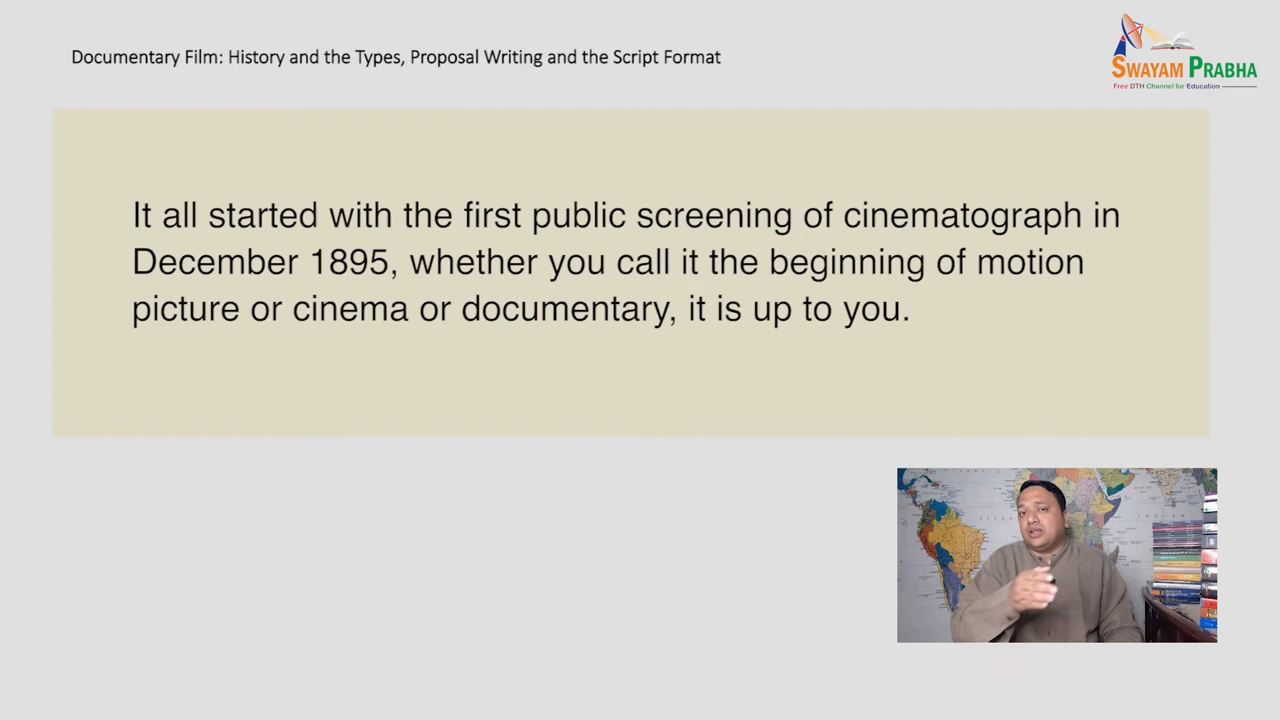 Documentary Film: History and the Types, Proposal Writing and the Script Format
SWAYAM PRABHA
Free DTH Channel for Education
It all started with the first public screening of cinematograph in
December 1895, whether you call it the beginning of motion
picture or cinema or documentary, it is up to you.